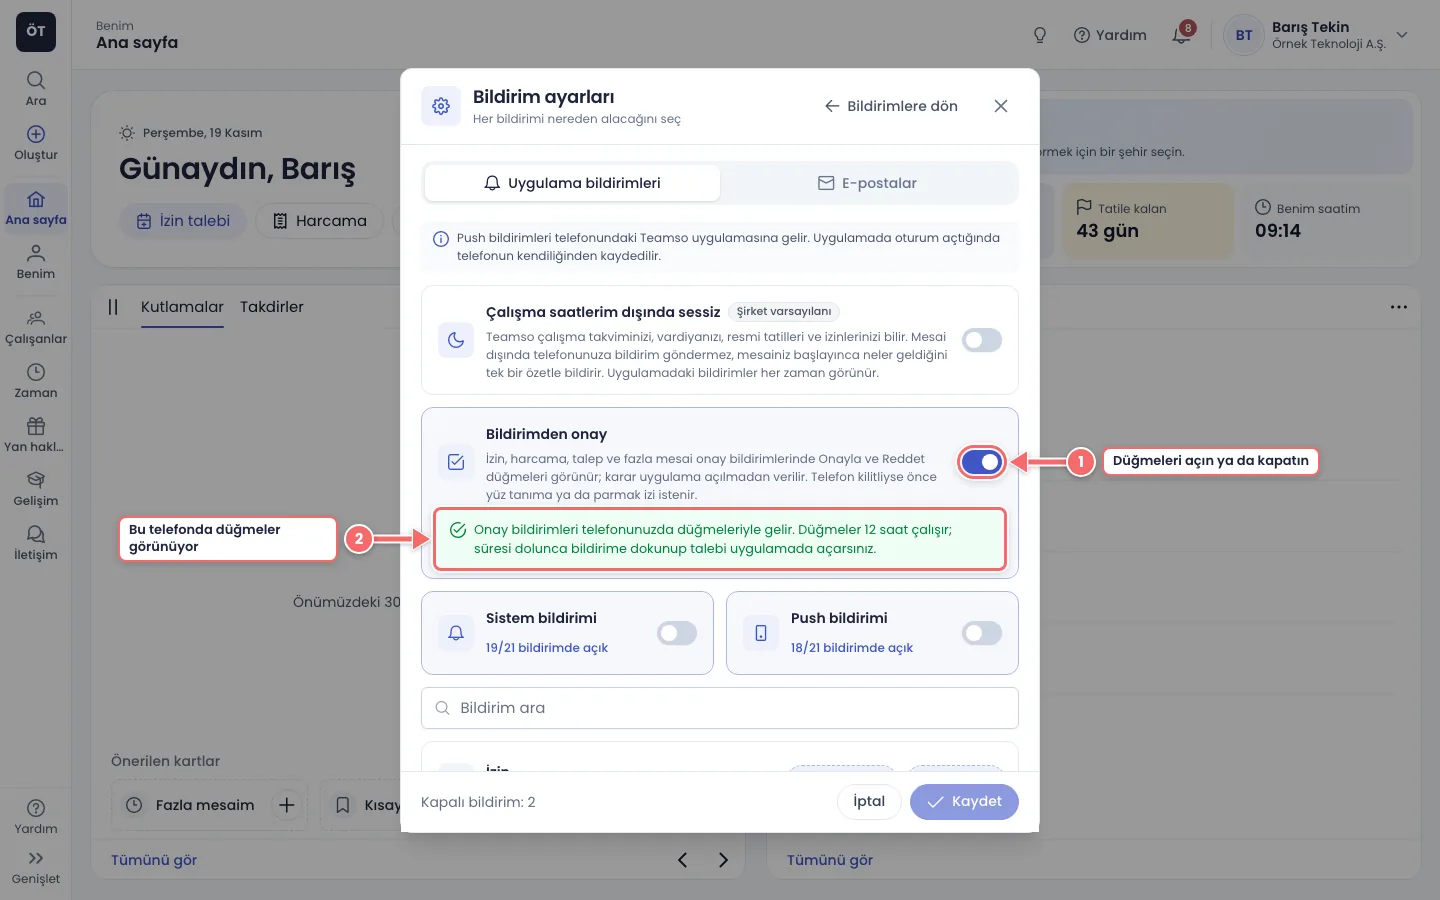 ÖT
Benim
Ana sayfa
Yardım
8
BT
Barış Tekin
Örnek Teknoloji A.Ş.
Ara
Oluştur
Ana sayfa
Benim
Çalışanlar
Zaman
Yan hakl...
Gelişim
İletişim
Yardım
Genişlet
Perşembe, 19 Kasım
Günaydın, Barış
İzin talebi
Harcama
Kutlamalar
Takdirler
Önümüzdeki 30
Önerilen kartlar
Fazla mesaim
Kısay
Tümünü gör
Bildirim ayarları
Her bildirimi nereden alacağını seç
Bildirimlere dön
Uygulama bildirimleri
E-postalar
Push bildirimleri telefonundaki Teamso uygulamasına gelir. Uygulamada oturum açtığında
telefonun kendiliğinden kaydedilir.
Çalışma saatlerim dışında sessiz
Şirket varsayılanı
Teamso çalışma takviminizi, vardiyanızı, resmi tatilleri ve izinlerinizi bilir. Mesai
dışında telefonunuza bildirim göndermez, mesainiz başlayınca neler geldiğini
tek bir özetle bildirir. Uygulamadaki bildirimler her zaman görünür.
Bildirimden onay
İzin, harcama, talep ve fazla mesai onay bildirimlerinde Onayla ve Reddet
düğmeleri görünür; karar uygulama açılmadan verilir. Telefon kilitliyse önce
yüz tanıma ya da parmak izi istenir.
1
Düğmeleri açın ya da kapatın
Bu telefonda düğmeler
görünüyor
2
Onay bildirimleri telefonunuzda düğmeleriyle gelir. Düğmeler 12 saat çalışır;
süresi dolunca bildirime dokunup talebi uygulamada açarsınız.
Sistem bildirimi
19/21 bildirimde açık
Push bildirimi
18/21 bildirimde açık
Bildirim ara
İzin
Kapalı bildirim: 2
İptal
Kaydet
örmek için bir şehir seçin.
Tatile kalan
43 gün
Benim saatim
09:14
Tümünü gör